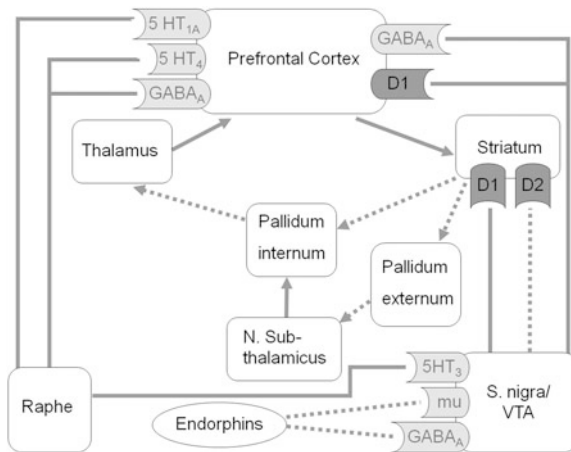 5 HT1A
5 HT4
GABAA
Prefrontal Cortex
GABAA
D1
Thalamus
Striatum
D1
D2
Pallidum
internum
Pallidum
externum
N. Sub-
thalamicus
Raphe
Endorphins
5HT3
mu
GABAA
S. nigra/
VTA